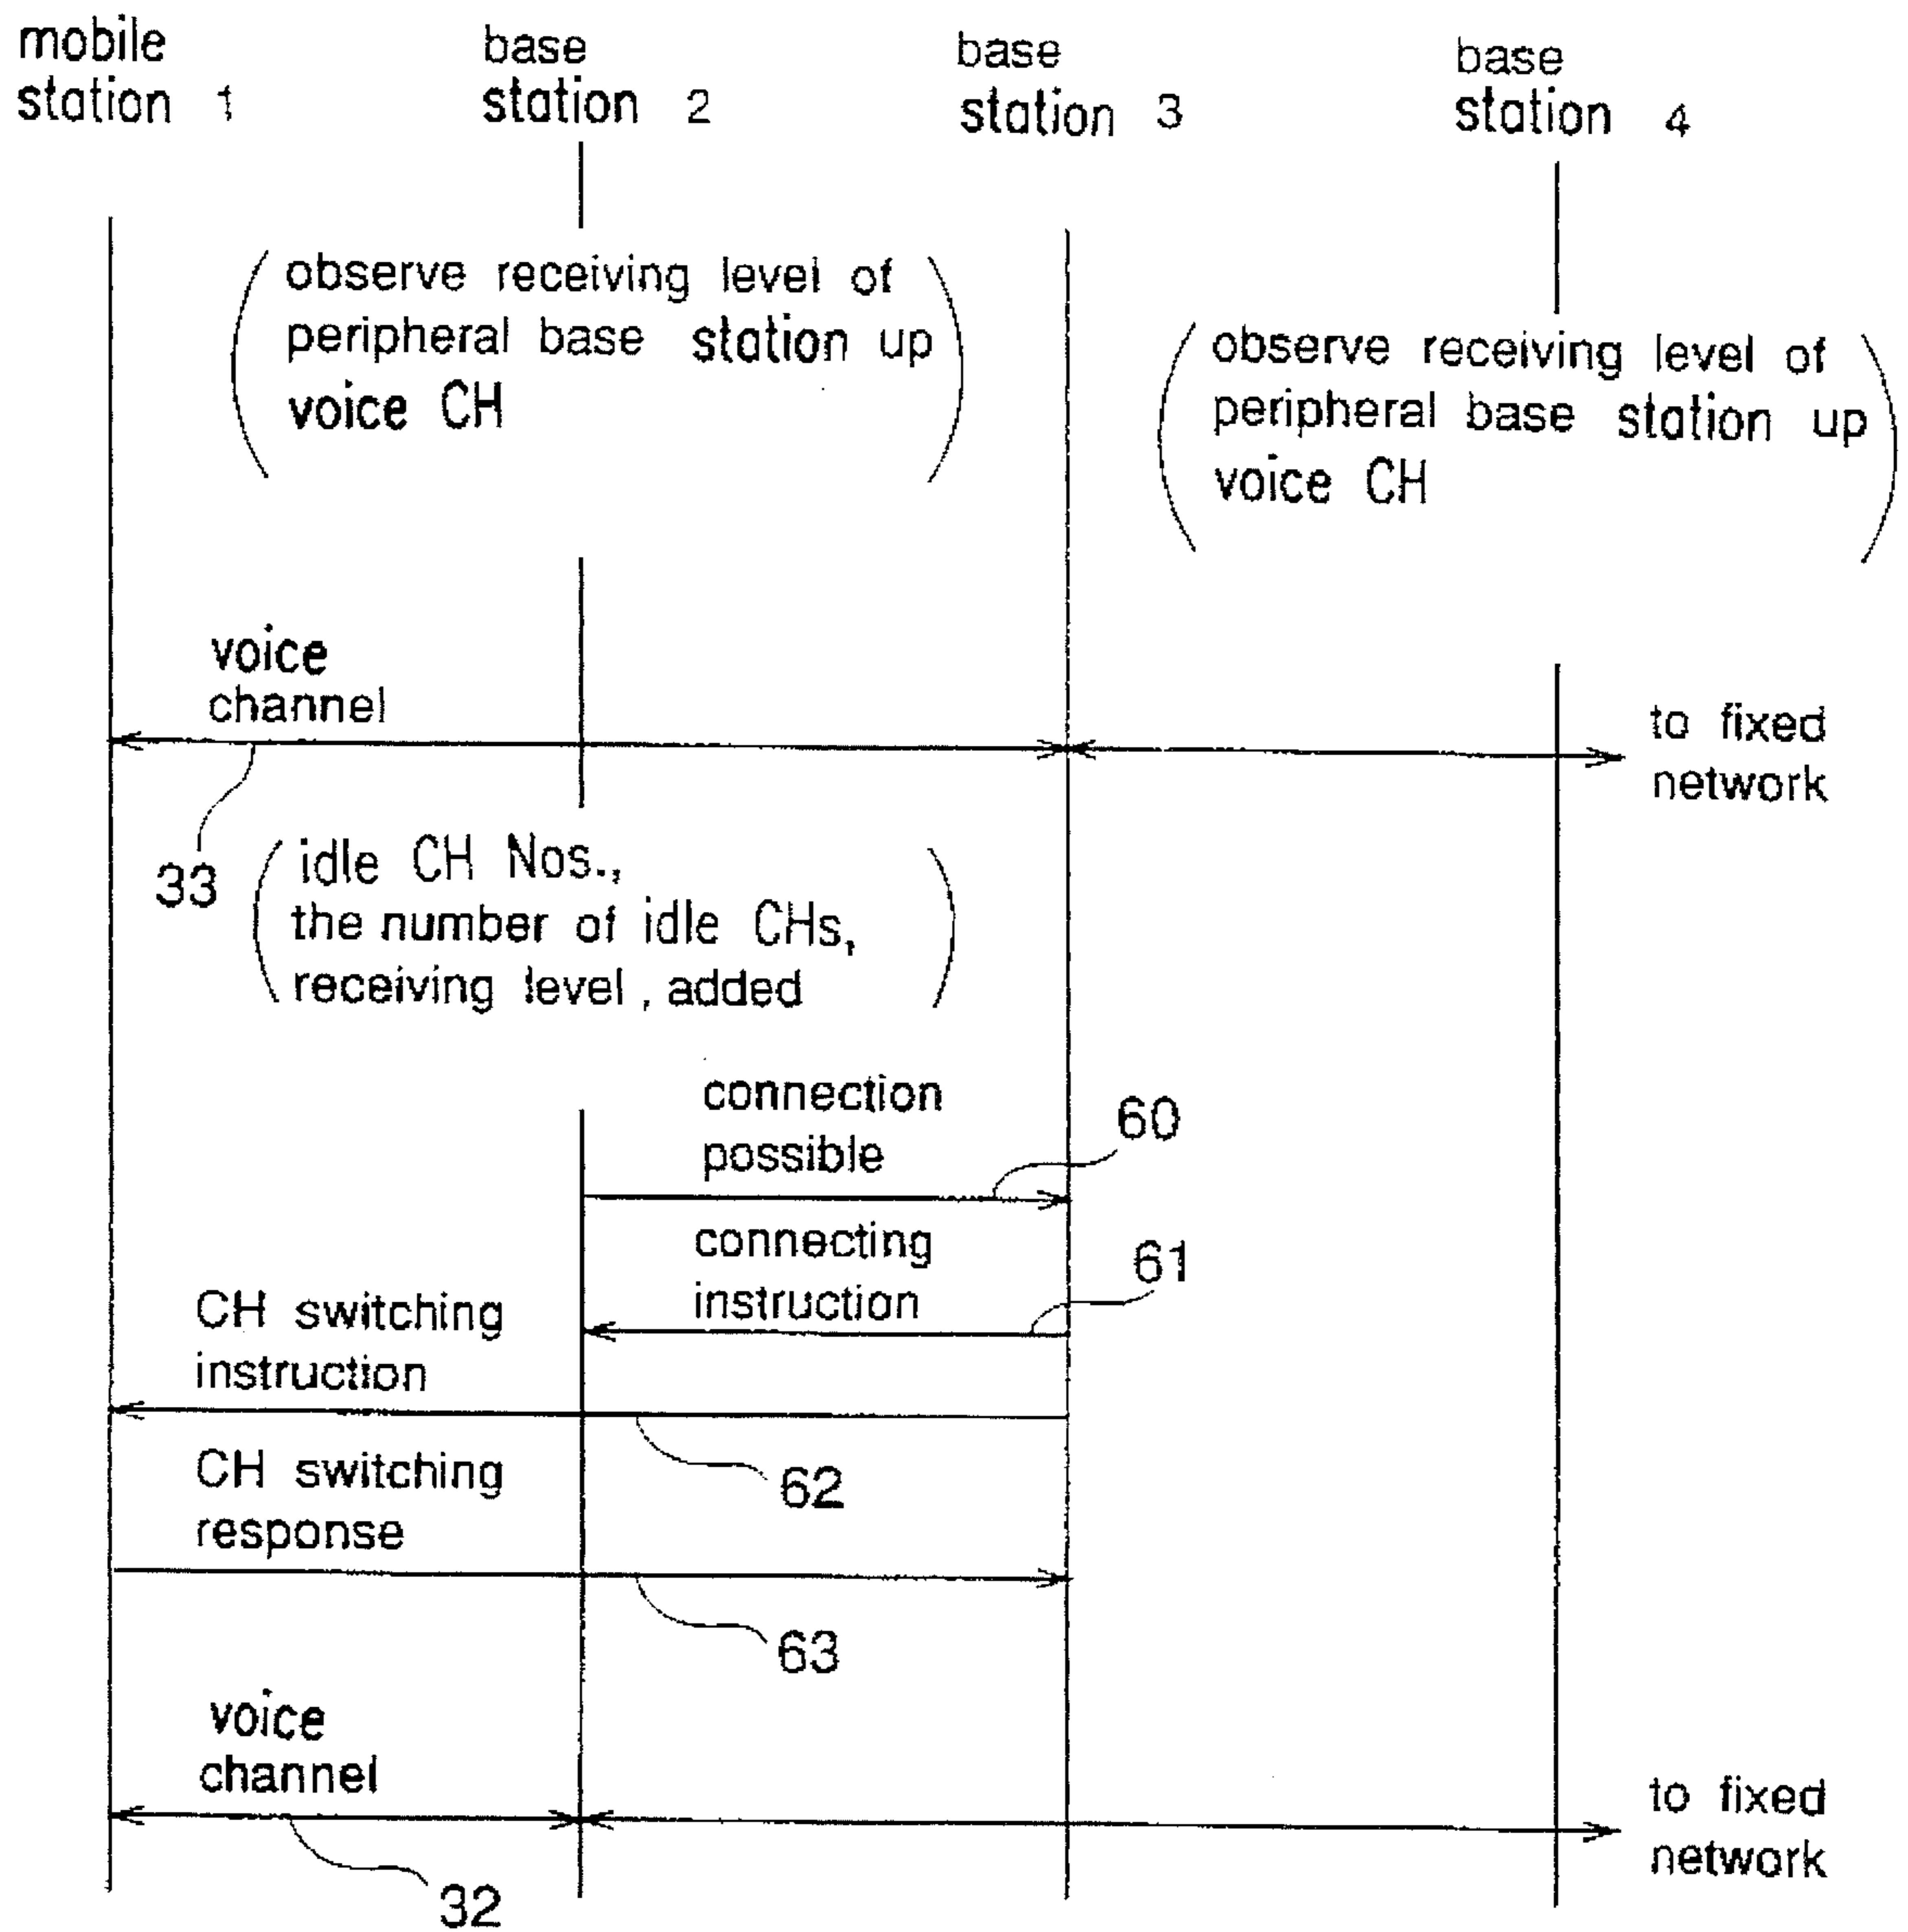 mobile
station 1
base
station 2
base
station 3
base
station 4
observe receiving level of
peripheral base station up
voice CH
observe receiving level of
peripheral base station up
voice CH
voice
channel
to fixed
network
33
idle CH Nos.,
the number of idle CHs,
receiving level, added
connection
possible
60
connecting
instruction
61
CH switching
instruction
62
CH switching
response
63
voice
channel
to fixed
network
32